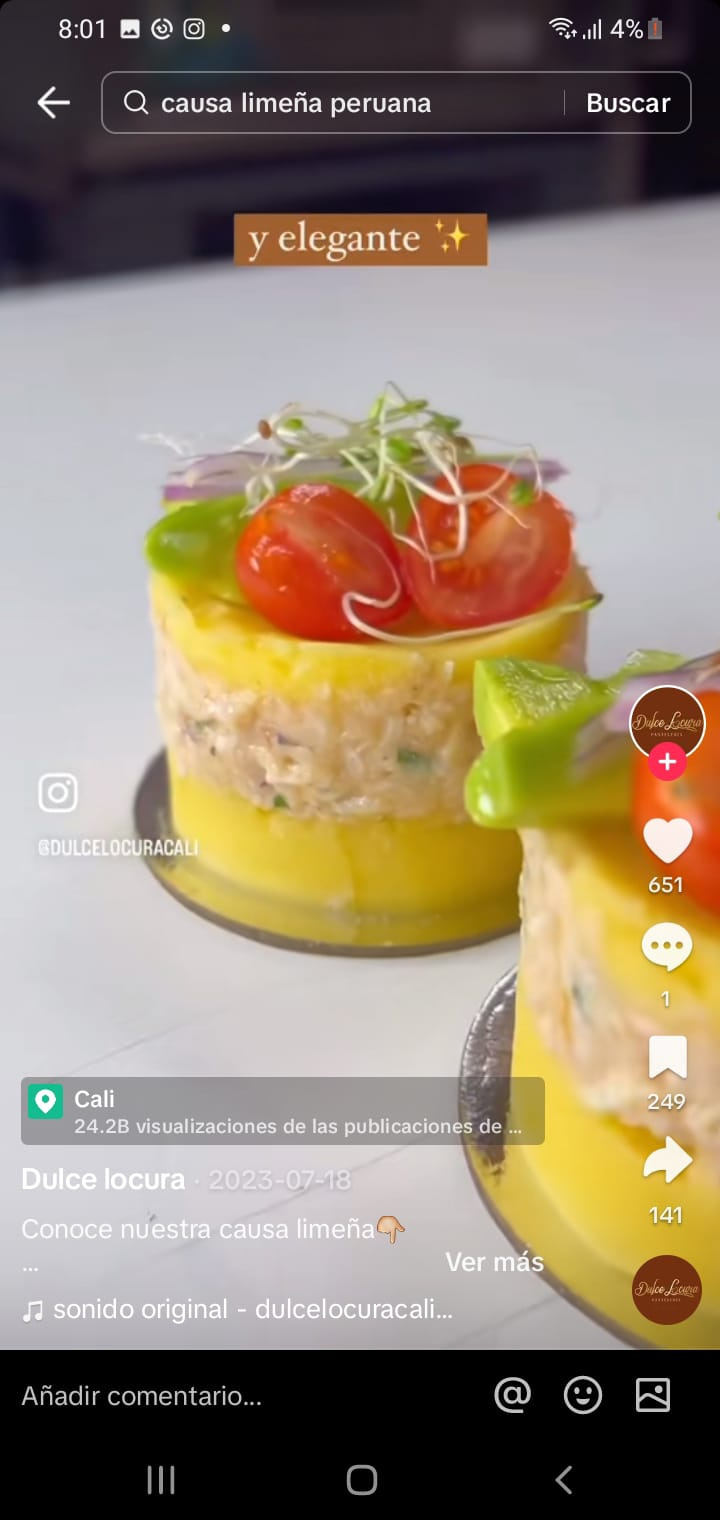 8:01
4%
causa limeña peruana
Buscar
y elegante ✨
Dulce Locura
PASTELERÍA
@DULCELOCURACALI
651
1
249
141
Cali
24.2B visualizaciones de las publicaciones de ...
Dulce locura · 2023-07-18
Conoce nuestra causa limeña👇🏼
...
Ver más
sonido original - dulcelocuracali...
Dulce Locura
Añadir comentario...